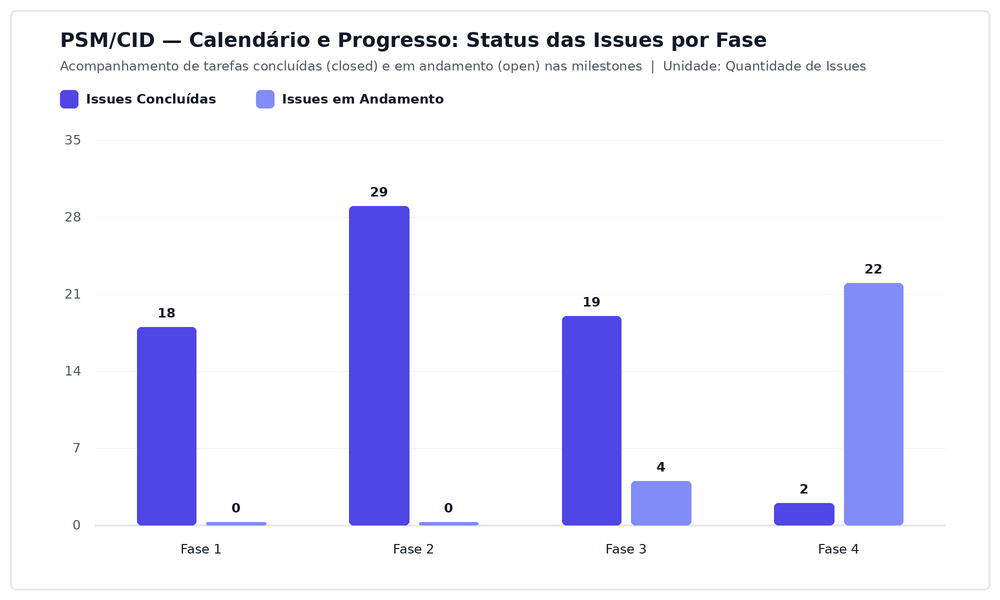 PSM/CID — Calendário e Progresso: Status das Issues por Fase
Acompanhamento de tarefas concluídas (closed) e em andamento (open) nas milestones | Unidade: Quantidade de Issues
Issues Concluídas
Issues em Andamento
35
28
21
14
7
0
18
0
29
0
19
4
2
22
Fase 1
Fase 2
Fase 3
Fase 4